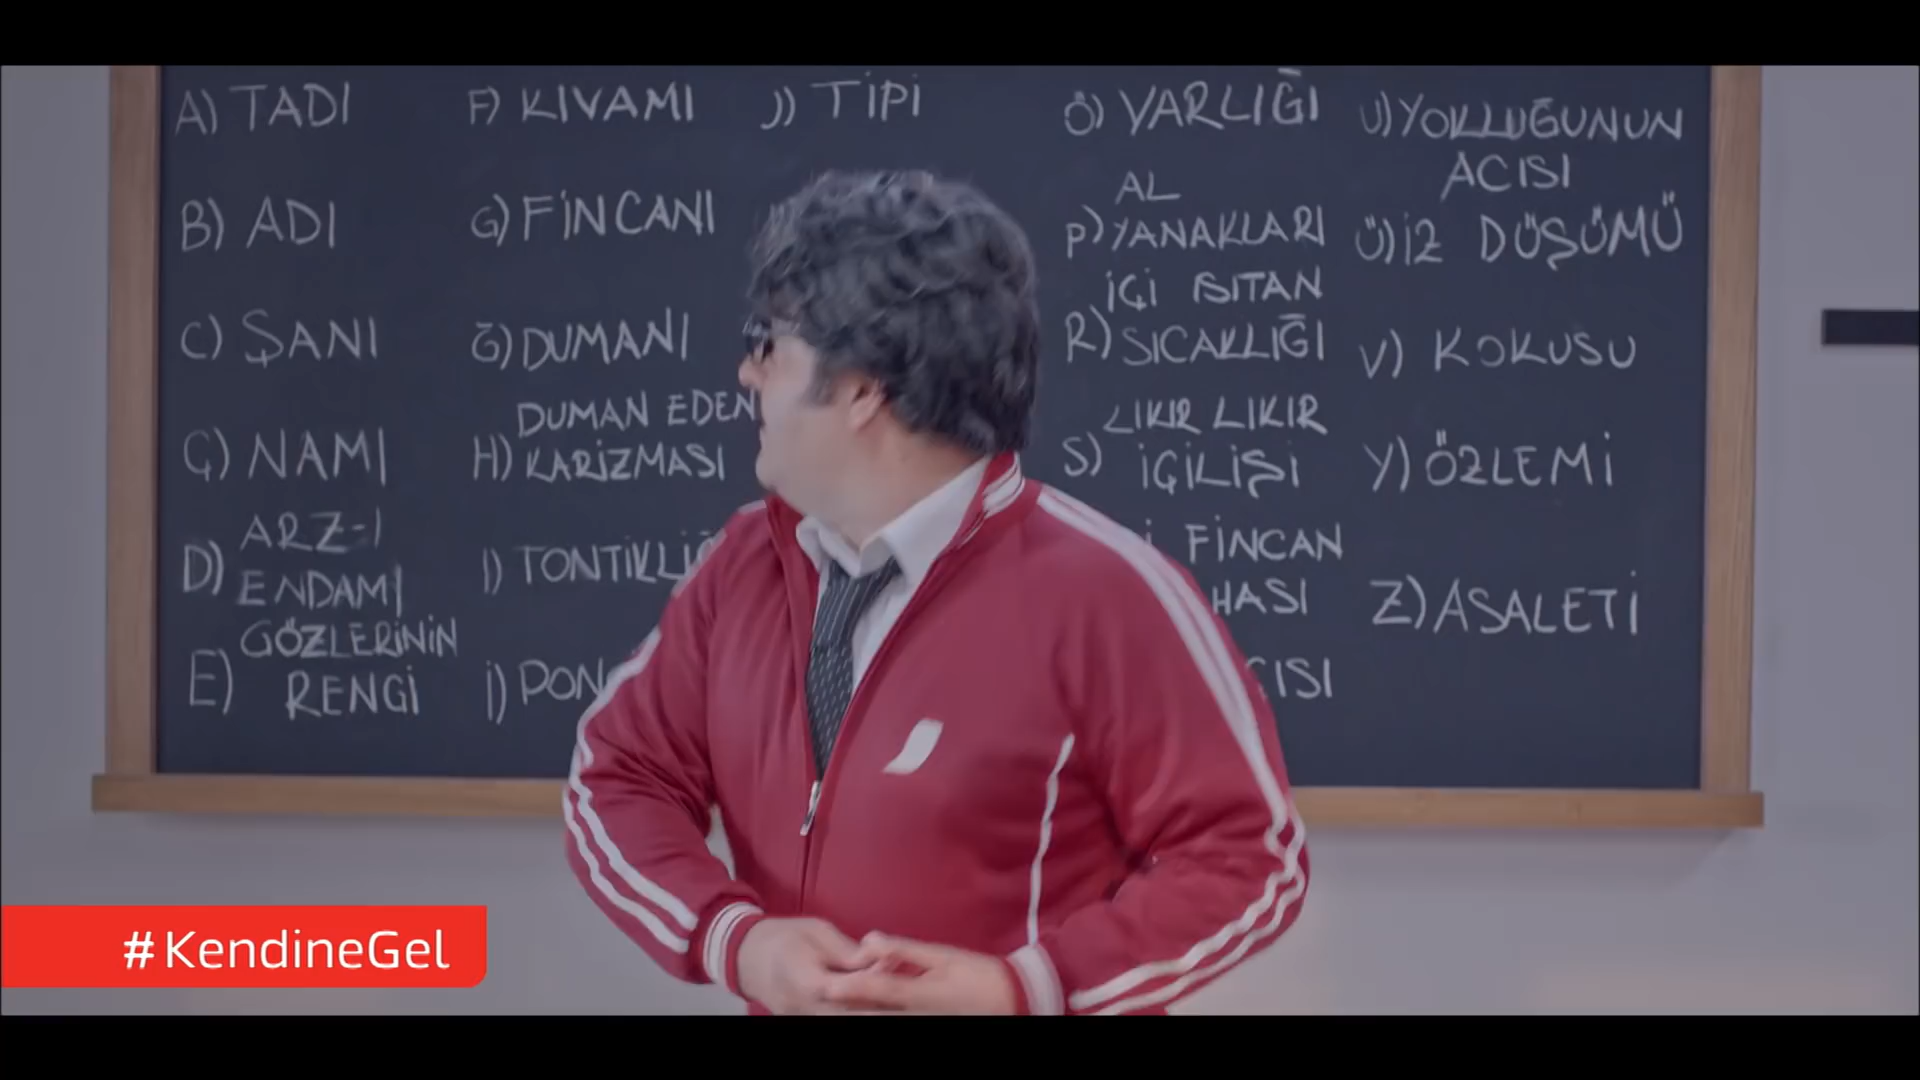 A) TADI
B) ADI
C) ŞANI
Ç) NAMI
D) ARZ-I
ENDAMI
E) GÖZLERİNİN
RENGİ
F) KIVAMI
G) FİNCANI
Ğ) DUMANI
H) DUMAN EDEN
KARİZMASI
I)
İ)
J) TİPİ
Ö) VARLIĞI
P) AL
YANAKLARI
R) İÇİ ISITAN
SICAKLIĞI
S) LIKIR LIKIR
İÇİLİŞİ
FİNCAN
U) YOKLUĞUNUN
ACISI
Ü) İZ DÜŞÜMÜ
V) KOKUSU
Y) ÖZLEMİ
Z) ASALETİ
#KendineGel